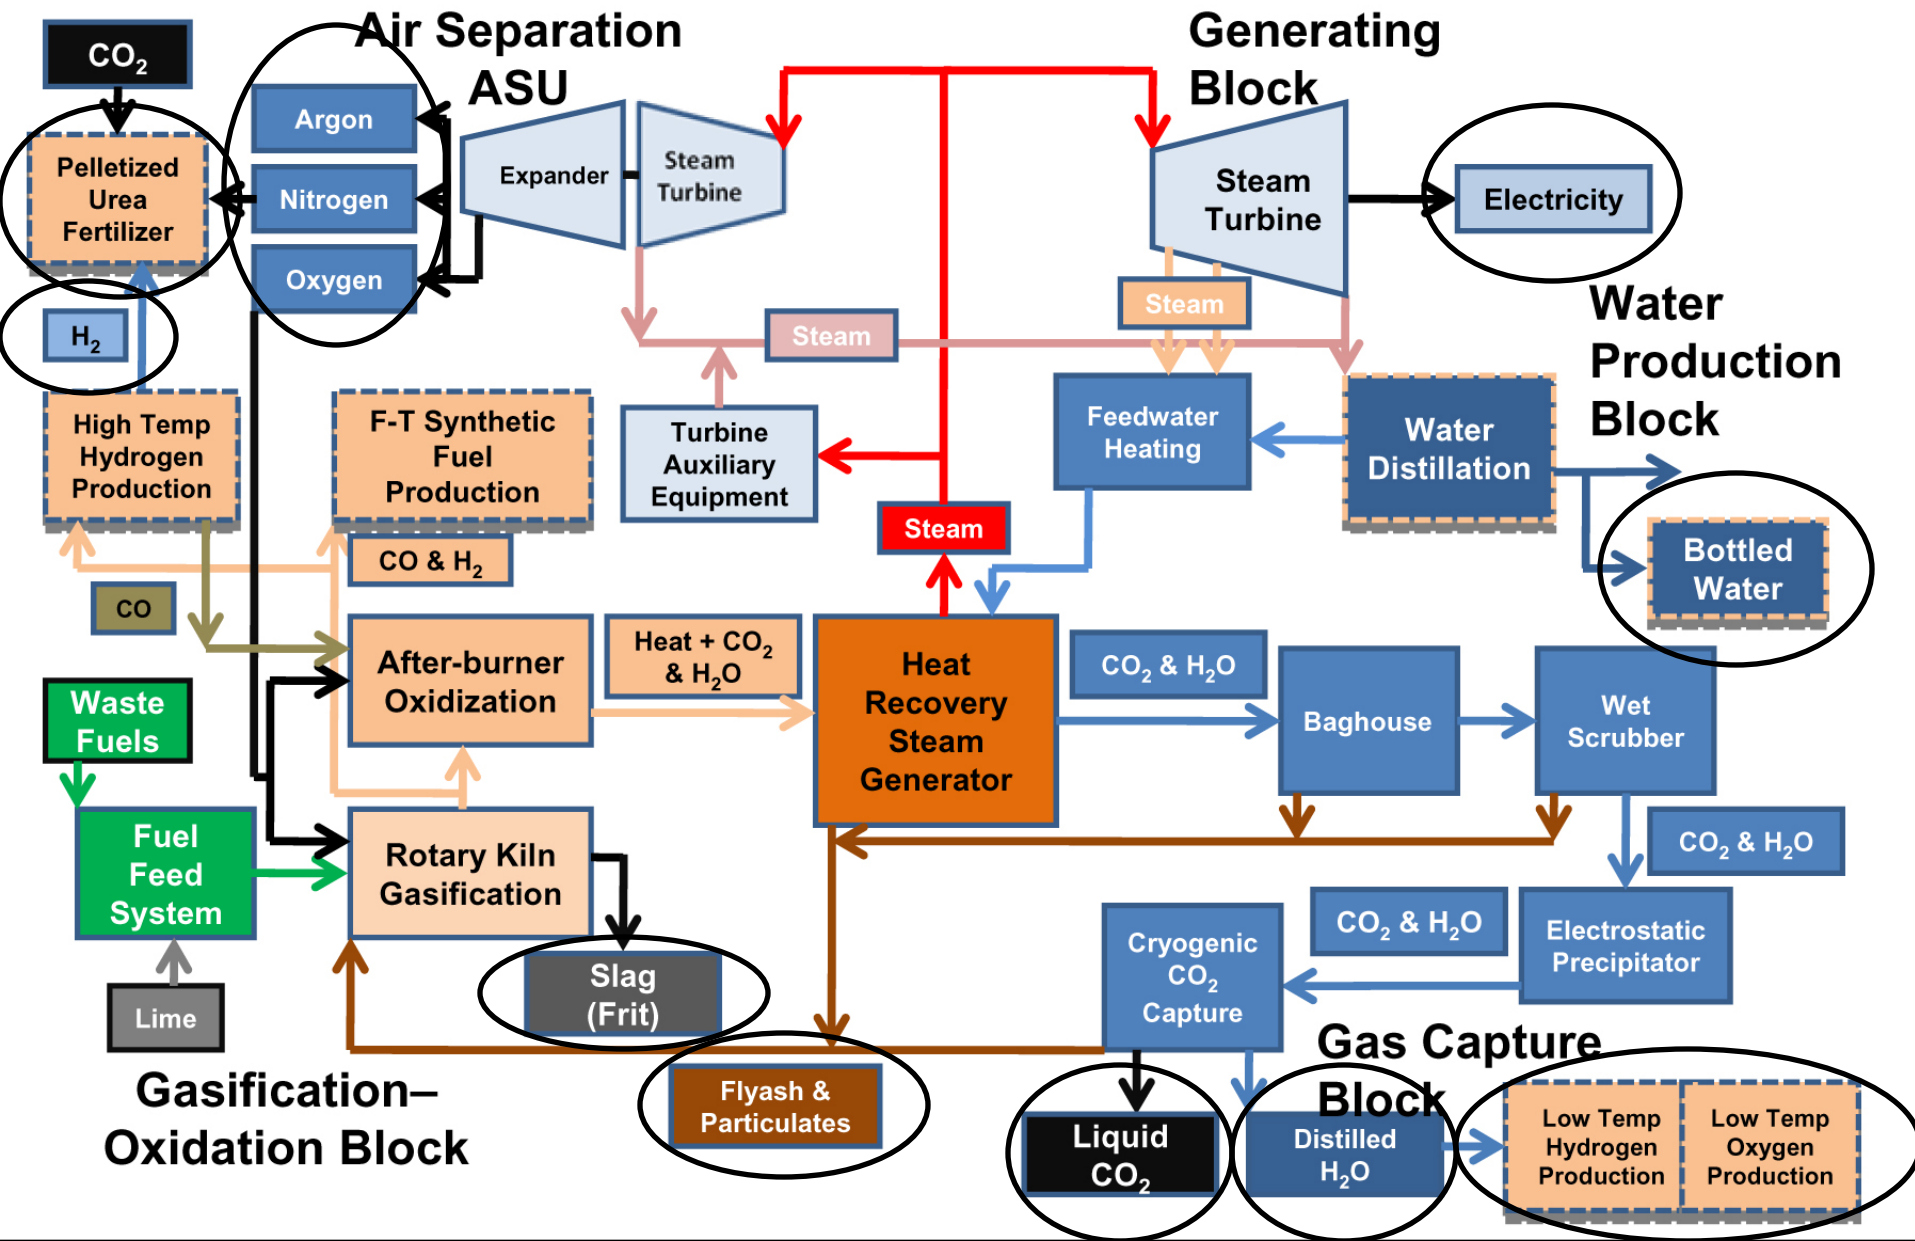 Air Separation
ASU
Generating
Block
CO₂
Argon
Pelletized
Urea
Fertilizer
Nitrogen
Oxygen
Expander
Steam
Turbine
Steam
Turbine
Electricity
H₂
Steam
Steam
Water
Production
Block
High Temp
Hydrogen
Production
F-T Synthetic
Fuel
Production
Turbine
Auxiliary
Equipment
Feedwater
Heating
Water
Distillation
Steam
CO & H₂
Bottled
Water
CO
After-burner
Oxidization
Heat + CO₂
& H₂O
Heat
Recovery
Steam
Generator
CO₂ & H₂O
Baghouse
Wet
Scrubber
Waste
Fuels
Fuel
Feed
System
Rotary Kiln
Gasification
CO₂ & H₂O
CO₂ & H₂O
Electrostatic
Precipitator
Cryogenic
CO₂
Capture
Slag
(Frit)
Lime
Gas Capture
Block
Gasification–
Oxidation Block
Flyash &
Particulates
Liquid
CO₂
Distilled
H₂O
Low Temp
Hydrogen
Production
Low Temp
Oxygen
Production